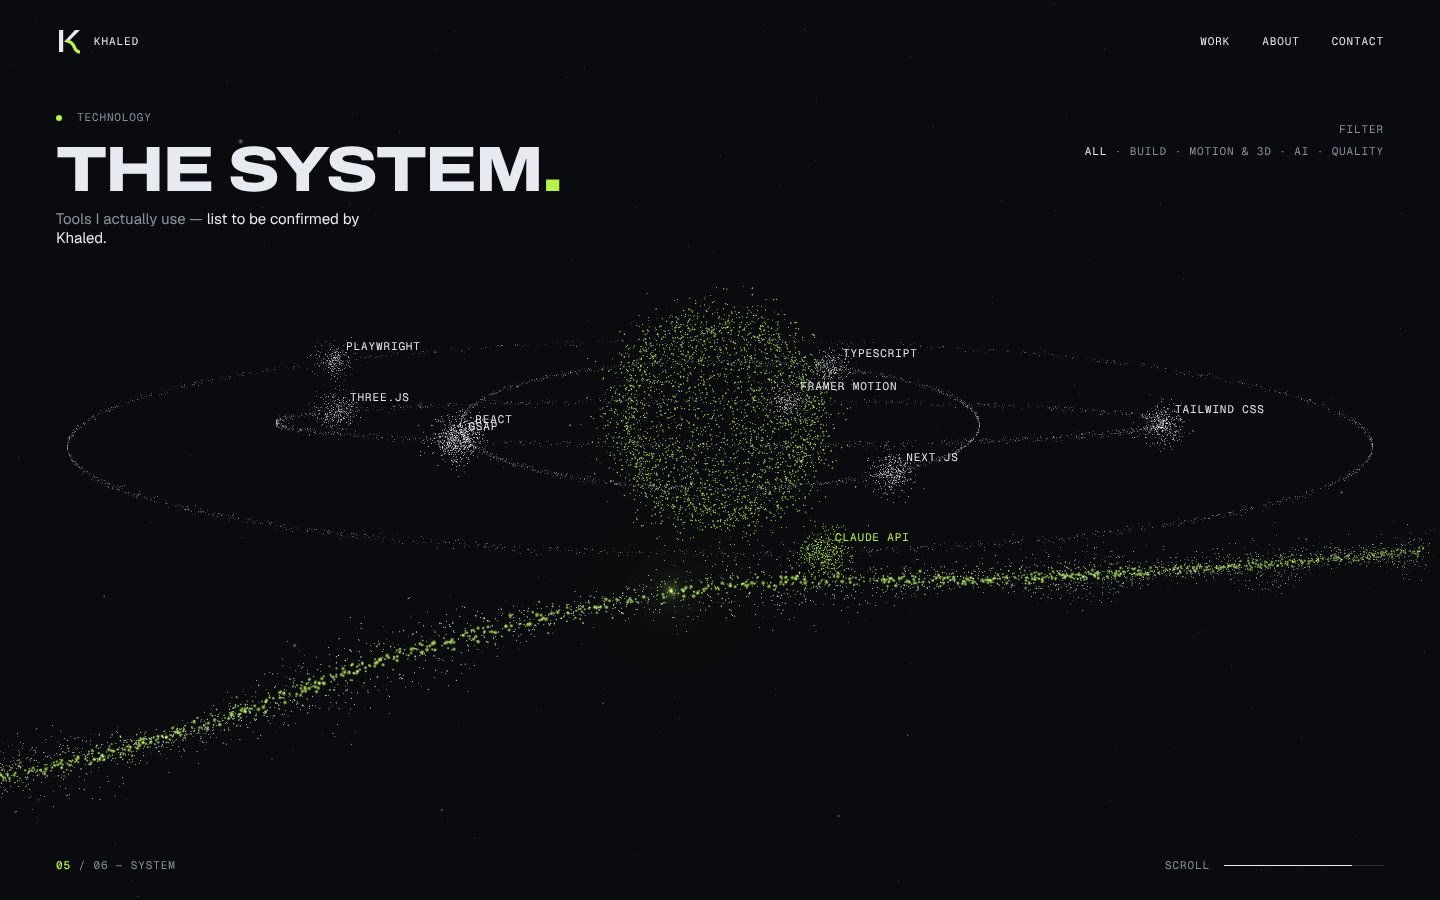 KHALED
WORK ABOUT CONTACT
TECHNOLOGY
THE SYSTEM.
Tools I actually use — list to be confirmed by
Khaled.
FILTER
ALL · BUILD · MOTION & 3D · AI · QUALITY
PLAYWRIGHT
TYPESCRIPT
FRAMER MOTION
THREE.JS
TAILWIND CSS
REACT
GSAP
NEXT.JS
CLAUDE API
05 / 06 — SYSTEM
SCROLL